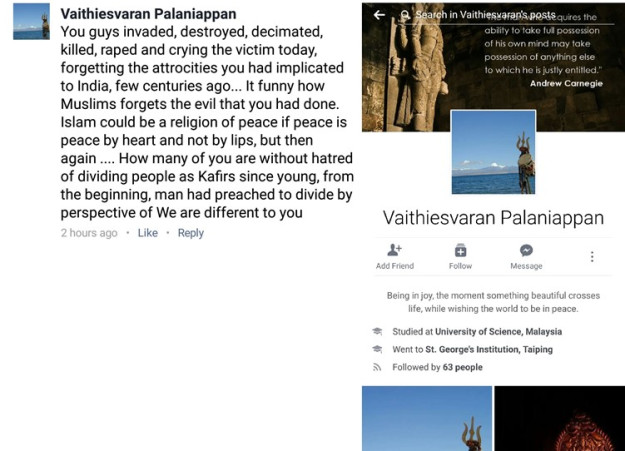 Vaithiesvaran Palaniappan
You guys invaded, destroyed, decimated,
killed, raped and crying the victim today,
forgetting the attrocities you had implicated
to India, few centuries ago... It funny how
Muslims forgets the evil that you had done.
Islam could be a religion of peace if peace is
peace by heart and not by lips, but then
again .... How many of you are without hatred
of dividing people as Kafirs since young, from
the beginning, man had preached to divide by
perspective of We are different to you
2 hours ago • Like • Reply
Search in Vaithiesvaran's posts
who acquires the
ability to take full possession
of his own mind may take
possession of anything else
to which he is justly entitled."
Andrew Carnegie
Vaithiesvaran Palaniappan
Add Friend Follow Message
Being in joy, the moment something beautiful crosses
life, while wishing the world to be in peace.
Studied at University of Science, Malaysia
Went to St. George's Institution, Taiping
Followed by 63 people